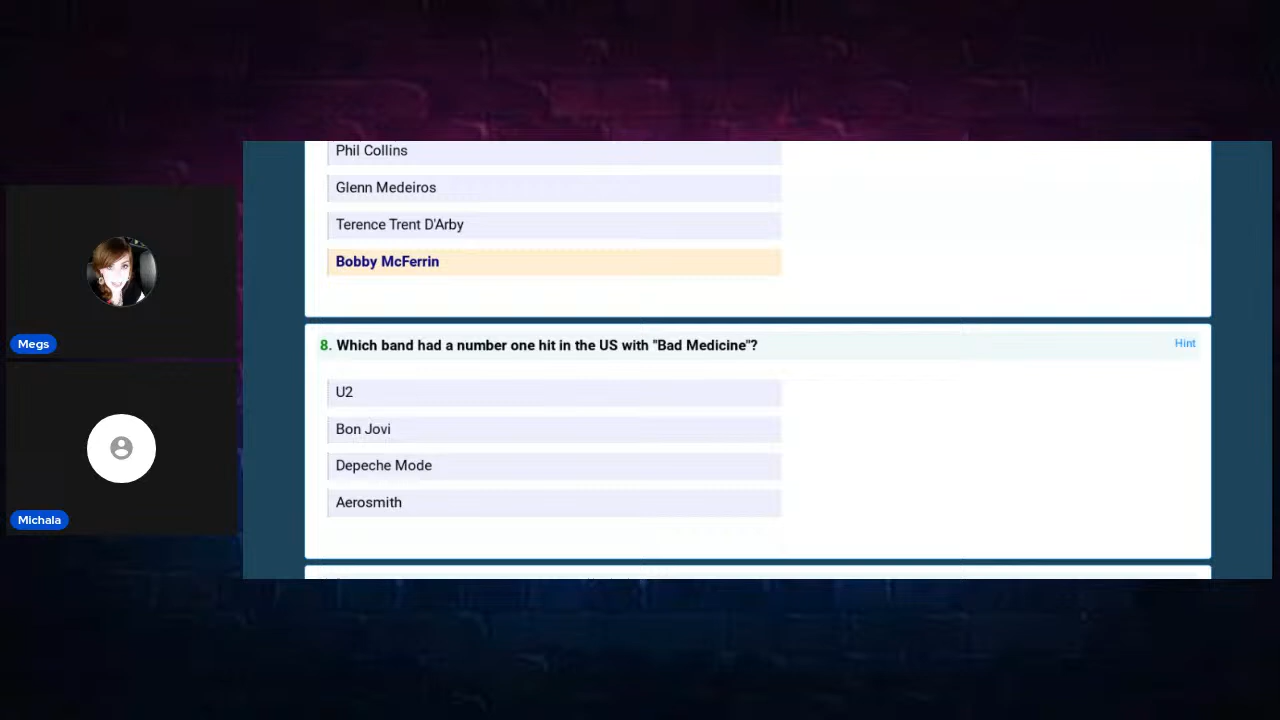 Phil Collins
Glenn Medeiros
Terence Trent D'Arby
Bobby McFerrin
8. Which band had a number one hit in the US with "Bad Medicine"?
Hint
U2
Bon Jovi
Depeche Mode
Aerosmith
Megs
Michala